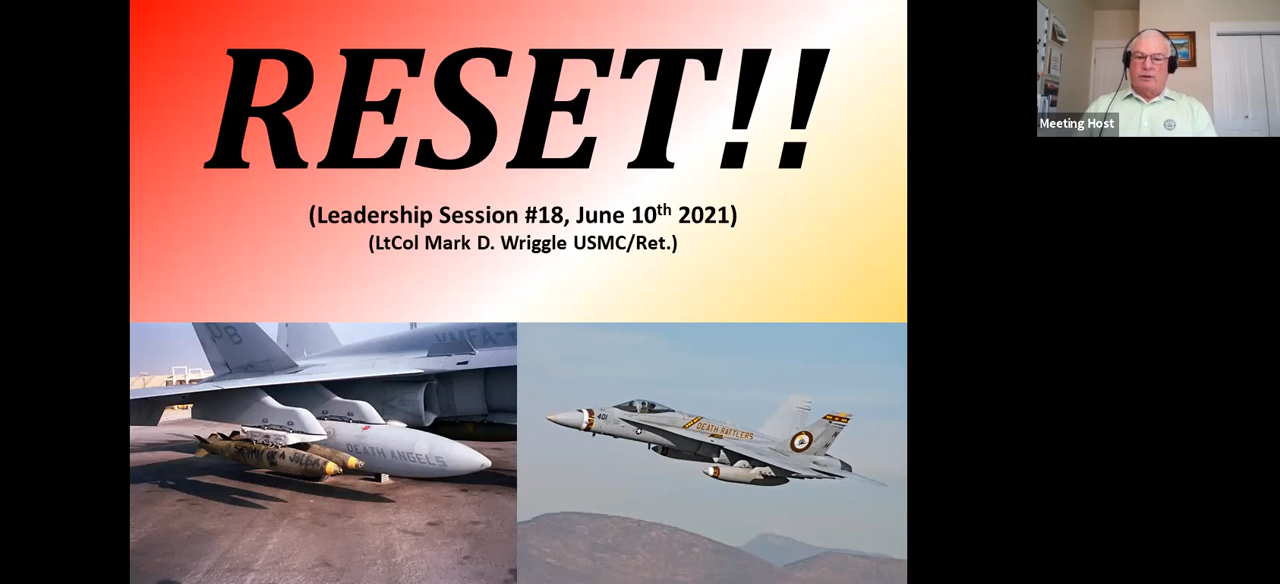 RESET!!
(Leadership Session #18, June 10th 2021)
(LtCol Mark D. Wriggle USMC/Ret.)
Meeting Host
DEATH ANGELS
401
DEATH RATTLERS